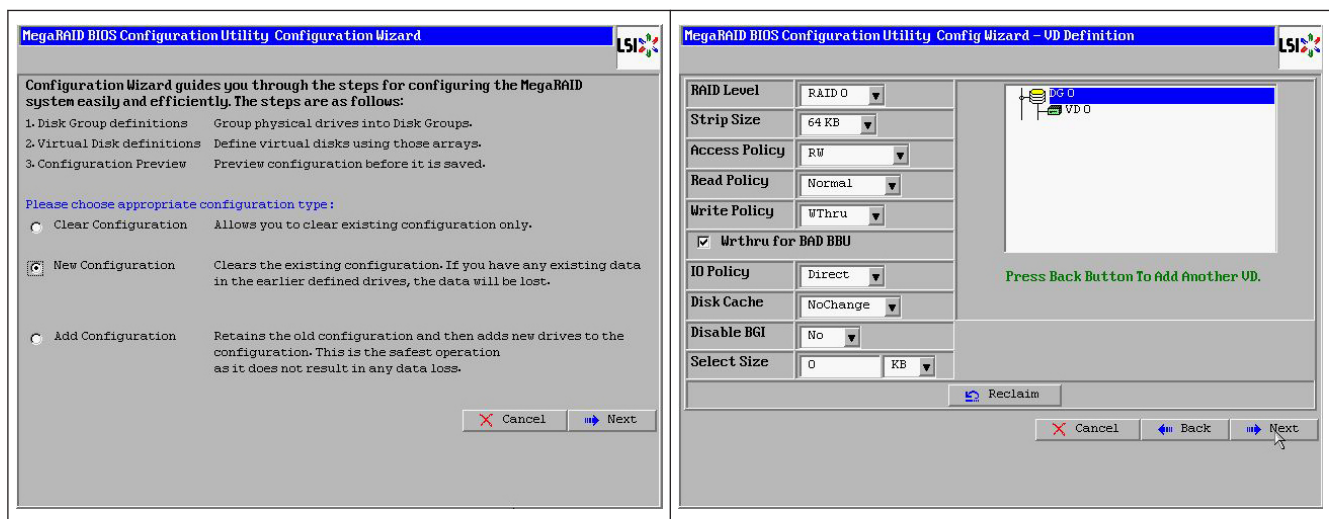 MegaRAID BIOS Configuration Utility Configuration Wizard
LSI
Configuration Wizard guides you through the steps for configuring the MegaRAID
system easily and efficiently. The steps are as follows:
1. Disk Group definitions Group physical drives into Disk Groups.
2. Virtual Disk definitions Define virtual disks using those arrays.
3. Configuration Preview Preview configuration before it is saved.
Please choose appropriate configuration type:
Clear Configuration Allows you to clear existing configuration only.
New Configuration Clears the existing configuration. If you have any existing data
in the earlier defined drives, the data will be lost.
Add Configuration Retains the old configuration and then adds new drives to the
configuration. This is the safest operation
as it does not result in any data loss.
Cancel Next
MegaRAID BIOS Configuration Utility Config Wizard - VD Definition
LSI
RAID Level RAID 0
Strip Size 64 KB
Access Policy RW
Read Policy Normal
Write Policy WThru
Wrthru for BAD BBU
IO Policy Direct
Disk Cache NoChange
Disable BGI No
Select Size 0 KB
DG 0
VD 0
Press Back Button To Add Another VD.
Reclaim
Cancel Back Next